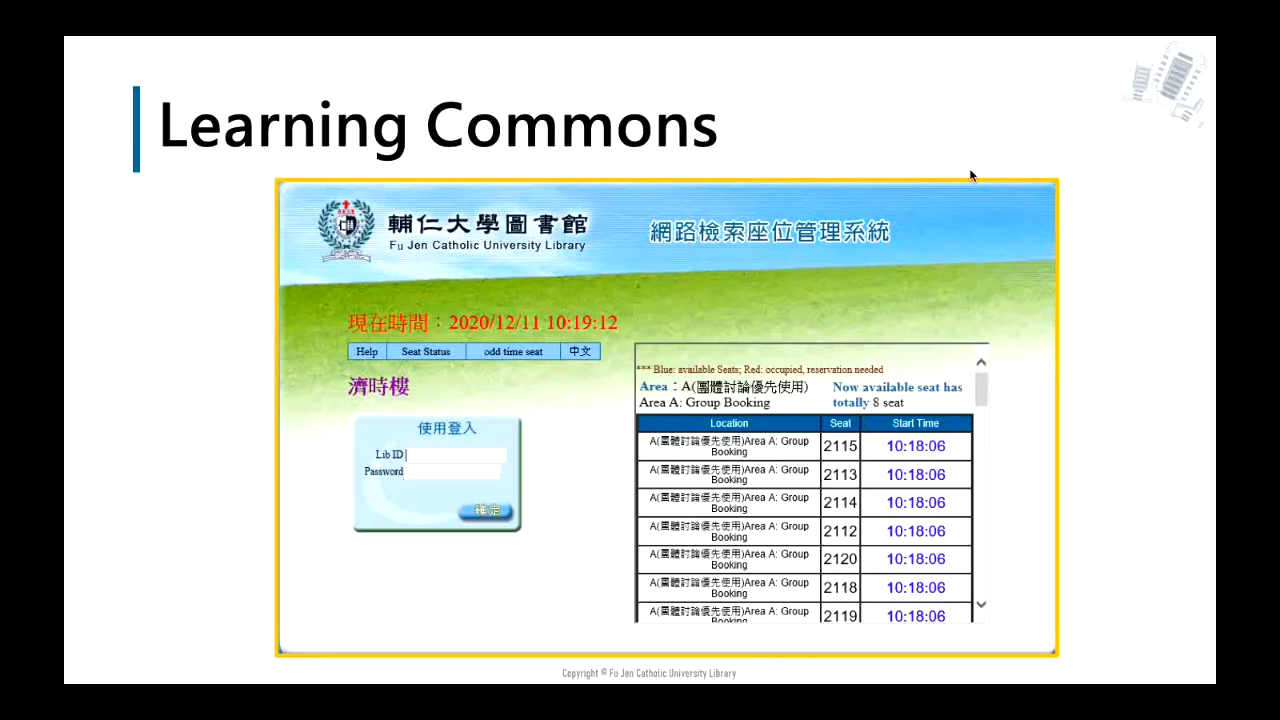 Learning Commons
輔仁大學圖書館
Fu Jen Catholic University Library
網路檢索座位管理系統
現在時間：2020/12/11 10:19:12
Help Seat Status odd time seat 中文
濟時樓
使用登入
Lib ID
Password
確定
*** Blue: available Seats; Red: occupied, reservation needed
Area：A(團體討論優先使用)
Area A: Group Booking
Now available seat has
totally 8 seat
Location Seat Start Time
A(團體討論優先使用)Area A: Group
Booking
2115 10:18:06
A(團體討論優先使用)Area A: Group
Booking
2113 10:18:06
A(團體討論優先使用)Area A: Group
Booking
2114 10:18:06
A(團體討論優先使用)Area A: Group
Booking
2112 10:18:06
A(團體討論優先使用)Area A: Group
Booking
2120 10:18:06
A(團體討論優先使用)Area A: Group
Booking
2118 10:18:06
A(團體討論優先使用)Area A: Group
Booking
2119 10:18:06
Copyright © Fu Jen Catholic University Library